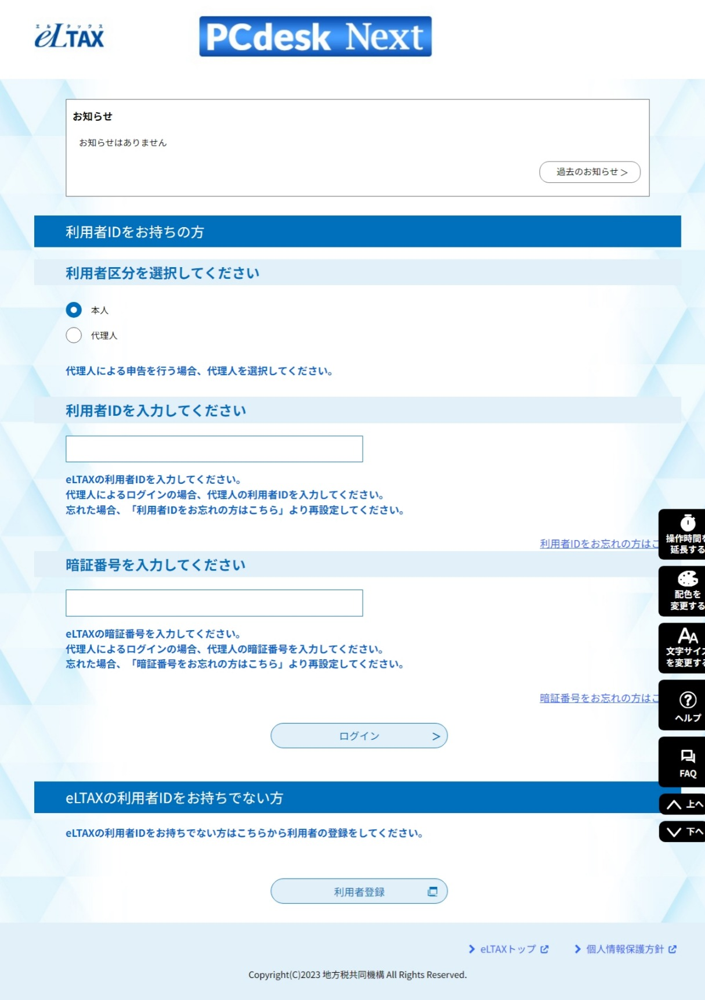 エルタックス
eLTAX
PCdesk Next
お知らせ
お知らせはありません
過去のお知らせ >
利用者IDをお持ちの方
利用者区分を選択してください
本人
代理人
代理人による申告を行う場合、代理人を選択してください。
利用者IDを入力してください
eLTAXの利用者IDを入力してください。
代理人によるログインの場合、代理人の利用者IDを入力してください。
忘れた場合、「利用者IDをお忘れの方はこちら」より再設定してください。
利用者IDをお忘れの方はこ
暗証番号を入力してください
eLTAXの暗証番号を入力してください。
代理人によるログインの場合、代理人の暗証番号を入力してください。
忘れた場合、「暗証番号をお忘れの方はこちら」より再設定してください。
暗証番号をお忘れの方はこ
ログイン >
eLTAXの利用者IDをお持ちでない方
eLTAXの利用者IDをお持ちでない方はこちらから利用者の登録をしてください。
利用者登録
操作時間を
延長する
配色を
変更する
AA
文字サイズ
を変更する
?
ヘルプ
FAQ
上へ
下へ
eLTAXトップ
個人情報保護方針
Copyright(C)2023 地方税共同機構 All Rights Reserved.